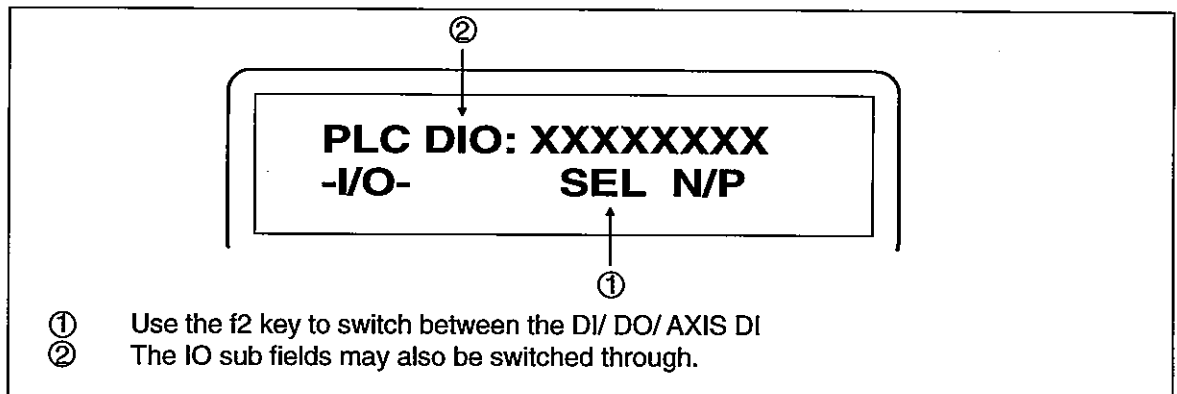 ②
PLC DIO: XXXXXXXX
-I/O- SEL N/P
①
① Use the f2 key to switch between the DI/ DO/ AXIS DI
② The IO sub fields may also be switched through.